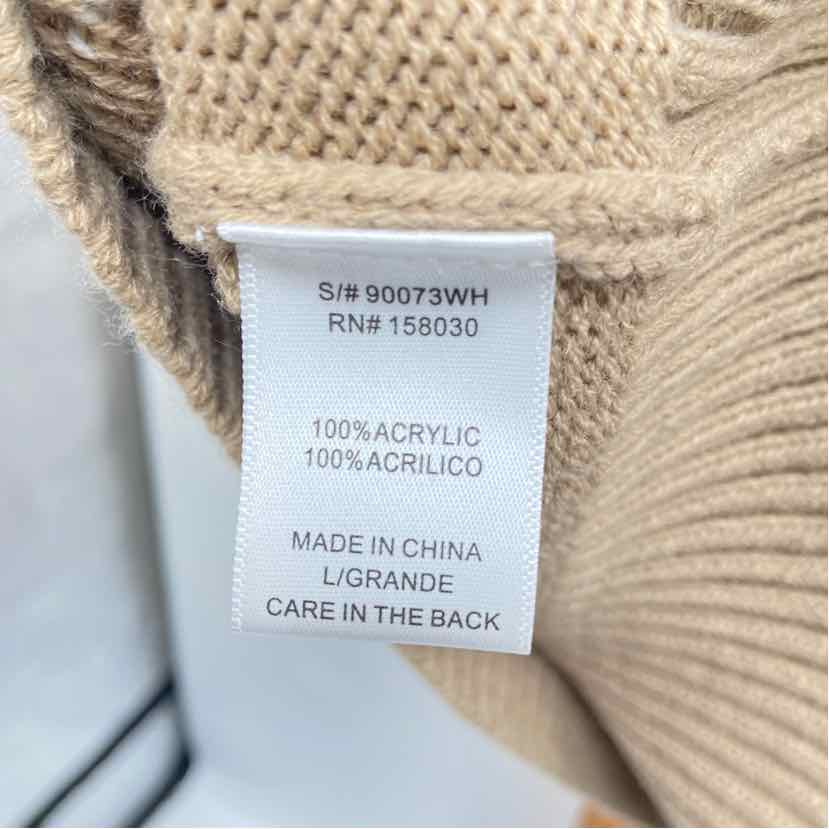 S/# 90073WH
RN# 158030
100%ACRYLIC
100%ACRILICO
MADE IN CHINA
L/GRANDE
CARE IN THE BACK